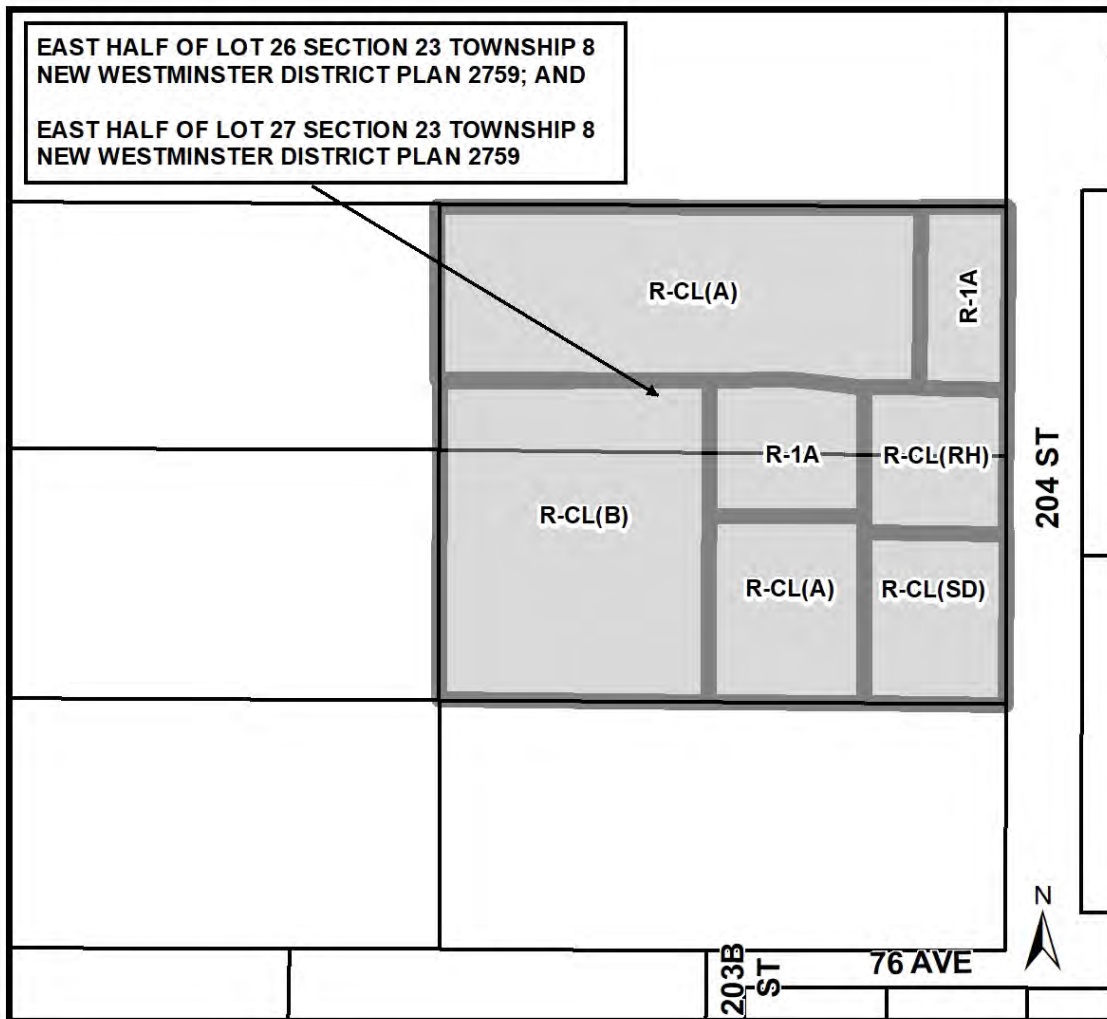 EAST HALF OF LOT 26 SECTION 23 TOWNSHIP 8
NEW WESTMINSTER DISTRICT PLAN 2759; AND
EAST HALF OF LOT 27 SECTION 23 TOWNSHIP 8
NEW WESTMINSTER DISTRICT PLAN 2759
R-CL(A)
R-1A
R-1A
R-CL(RH)
R-CL(B)
R-CL(A)
R-CL(SD)
204 ST
N
76 AVE
203B
ST